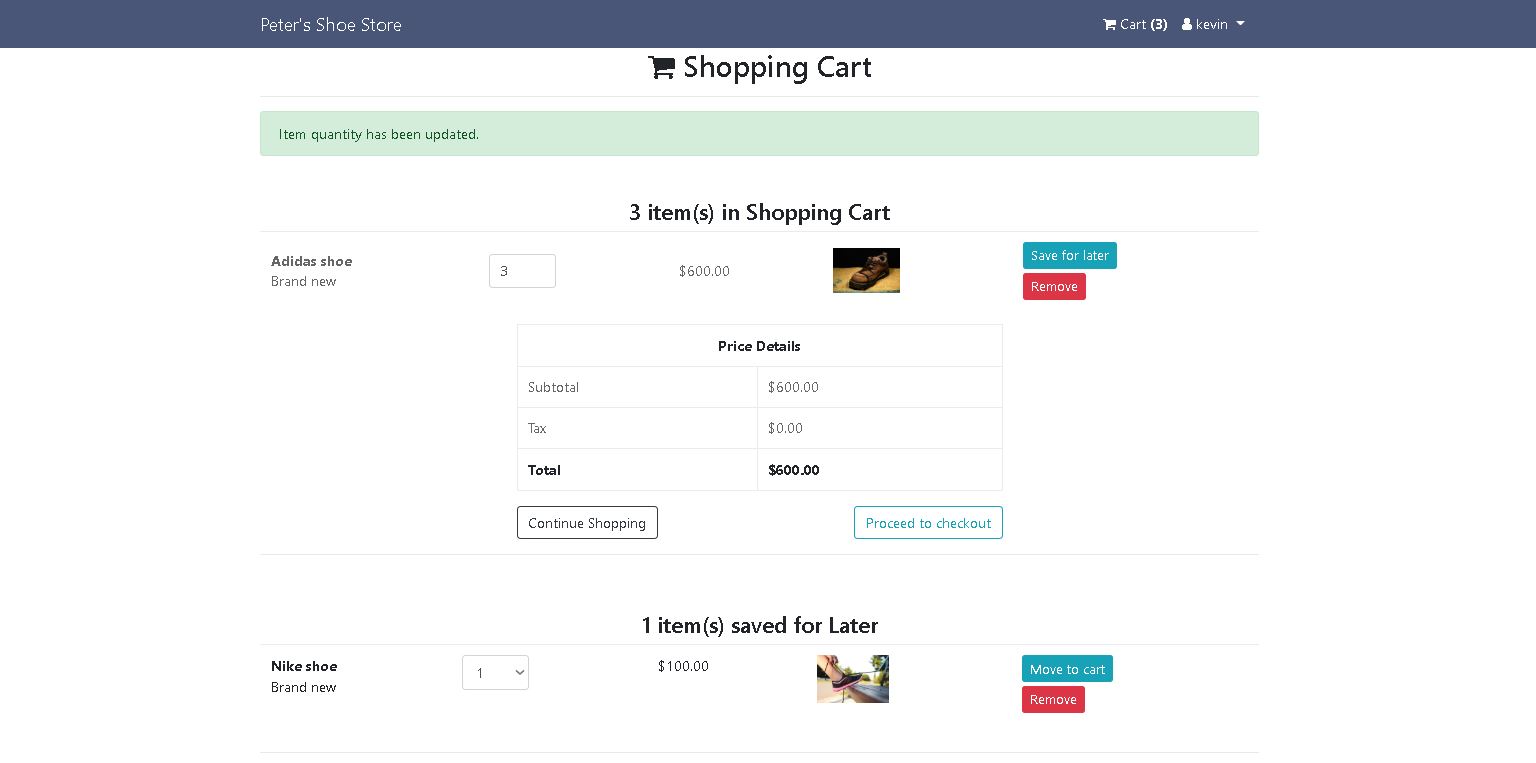 Peter's Shoe Store
Cart (3)
kevin
Shopping Cart
Item quantity has been updated.
3 item(s) in Shopping Cart
Adidas shoe
Brand new
3
$600.00
Save for later
Remove
Price Details
Subtotal $600.00
Tax $0.00
Total $600.00
Continue Shopping
Proceed to checkout
1 item(s) saved for Later
Nike shoe
Brand new
1
$100.00
Move to cart
Remove